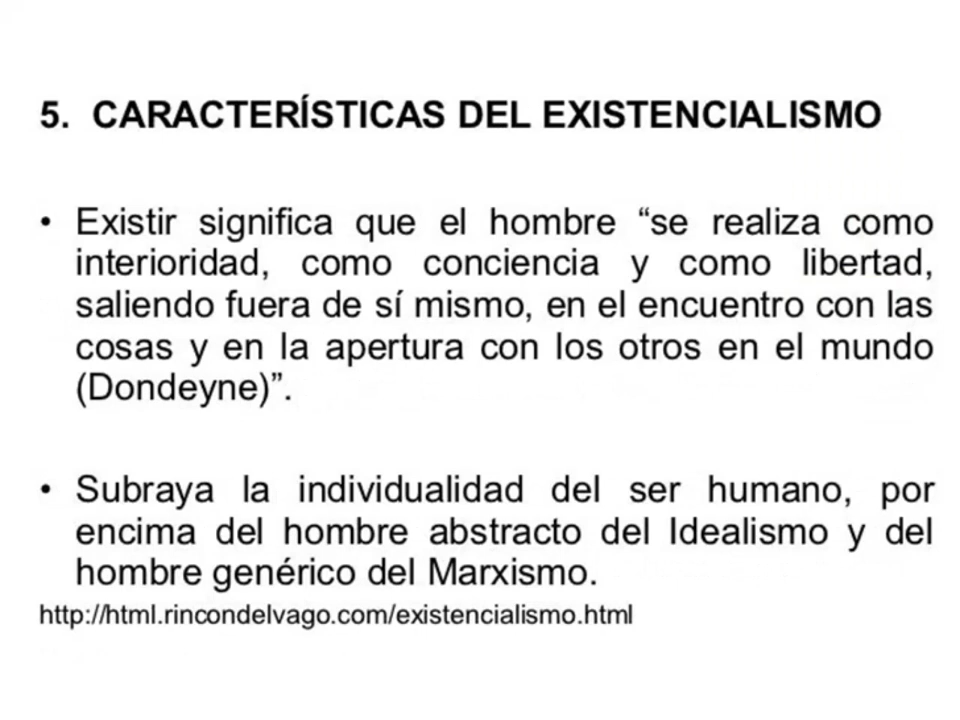 5. CARACTERÍSTICAS DEL EXISTENCIALISMO
• Existir significa que el hombre “se realiza como
interioridad, como conciencia y como libertad,
saliendo fuera de sí mismo, en el encuentro con las
cosas y en la apertura con los otros en el mundo
(Dondeyne)”.
• Subraya la individualidad del ser humano, por
encima del hombre abstracto del Idealismo y del
hombre genérico del Marxismo.
http://html.rincondelvago.com/existencialismo.html